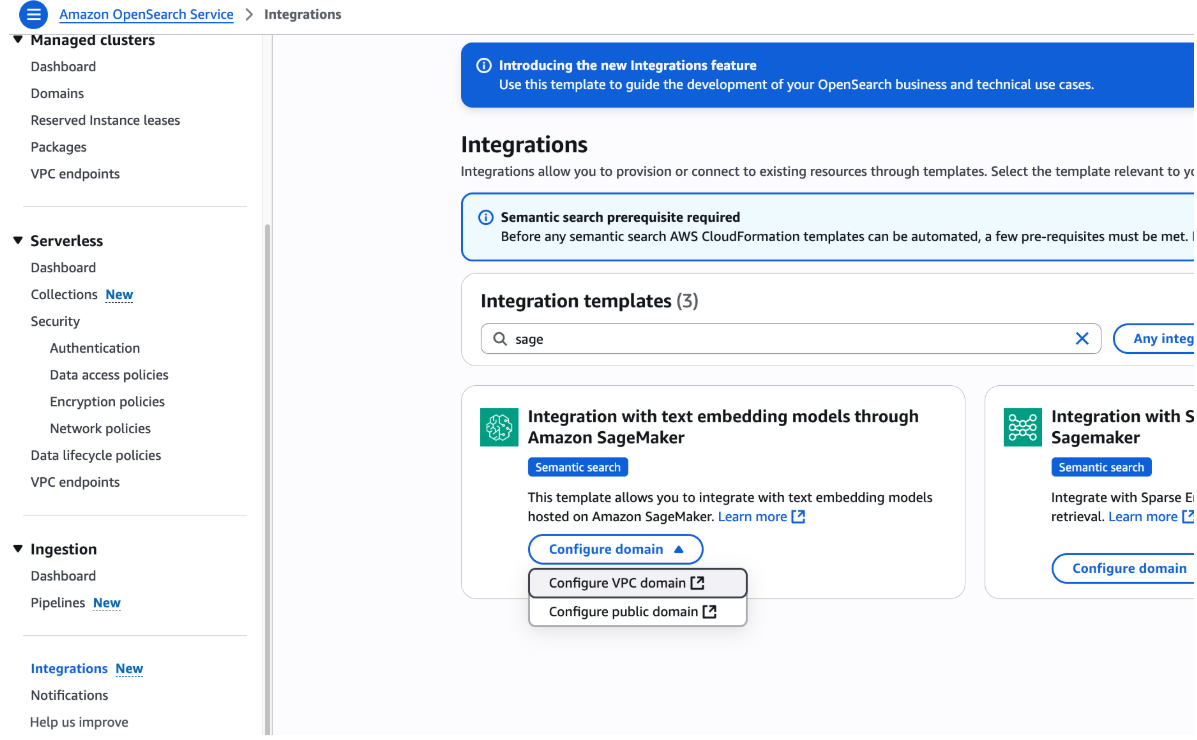 Amazon OpenSearch Service > Integrations
Managed clusters
Dashboard
Domains
Reserved Instance leases
Packages
VPC endpoints
Serverless
Dashboard
Collections New
Security
Authentication
Data access policies
Encryption policies
Network policies
Data lifecycle policies
VPC endpoints
Ingestion
Dashboard
Pipelines New
Integrations New
Notifications
Help us improve
Introducing the new Integrations feature
Use this template to guide the development of your OpenSearch business and technical use cases.
Integrations
Integrations allow you to provision or connect to existing resources through templates. Select the template relevant to
Semantic search prerequisite required
Before any semantic search AWS CloudFormation templates can be automated, a few pre-requisites must be met.
Integration templates (3)
sage
Any integ
Integration with text embedding models through
Amazon SageMaker
Semantic search
This template allows you to integrate with text embedding models
hosted on Amazon SageMaker. Learn more
Configure domain
Configure VPC domain
Configure public domain
Integration with S
Sagemaker
Semantic search
Integrate with Sparse
retrieval. Learn more
Configure domain